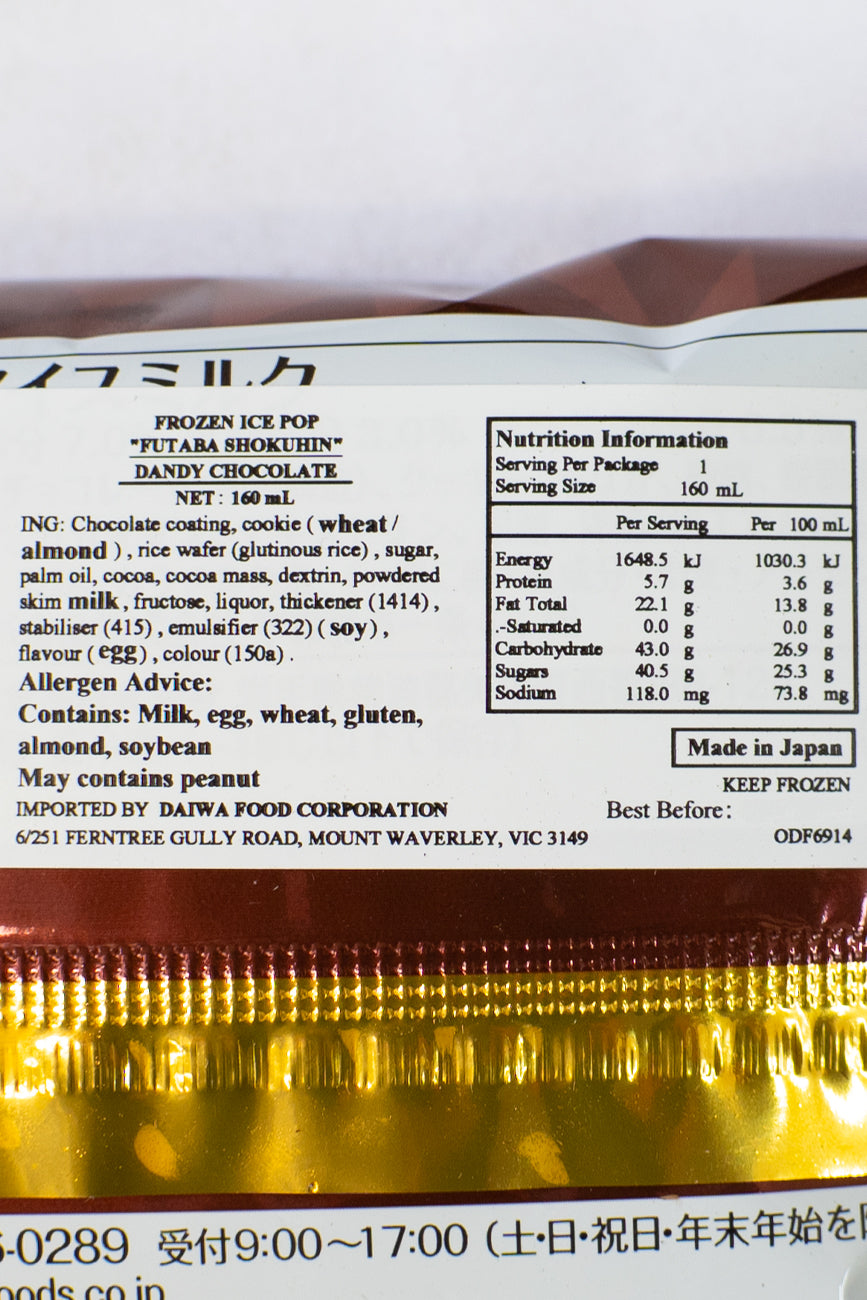 アイスミルク
FROZEN ICE POP
"FUTABA SHOKUHIN"
DANDY CHOCOLATE
NET : 160 mL
ING: Chocolate coating, cookie ( wheat /
almond ) , rice wafer (glutinous rice) , sugar,
palm oil, cocoa, cocoa mass, dextrin, powdered
skim milk , fructose, liquor, thickener (1414) ,
stabiliser (415) , emulsifier (322) ( soy ) ,
flavour ( egg ) , colour (150a) .
Allergen Advice:
Contains: Milk, egg, wheat, gluten,
almond, soybean
May contains peanut
IMPORTED BY DAIWA FOOD CORPORATION
6/251 FERNTREE GULLY ROAD, MOUNT WAVERLEY, VIC 3149
Nutrition Information
Serving Per Package 1
Serving Size 160 mL
Per Serving Per 100 mL
Energy 1648.5 kJ 1030.3 kJ
Protein 5.7 g 3.6 g
Fat Total 22.1 g 13.8 g
.-Saturated 0.0 g 0.0 g
Carbohydrate 43.0 g 26.9 g
Sugars 40.5 g 25.3 g
Sodium 118.0 mg 73.8 mg
Made in Japan
KEEP FROZEN
Best Before :
ODF6914
-0289 受付9:00〜17:00 (土・日・祝日・年末年始を
oods.co.jp